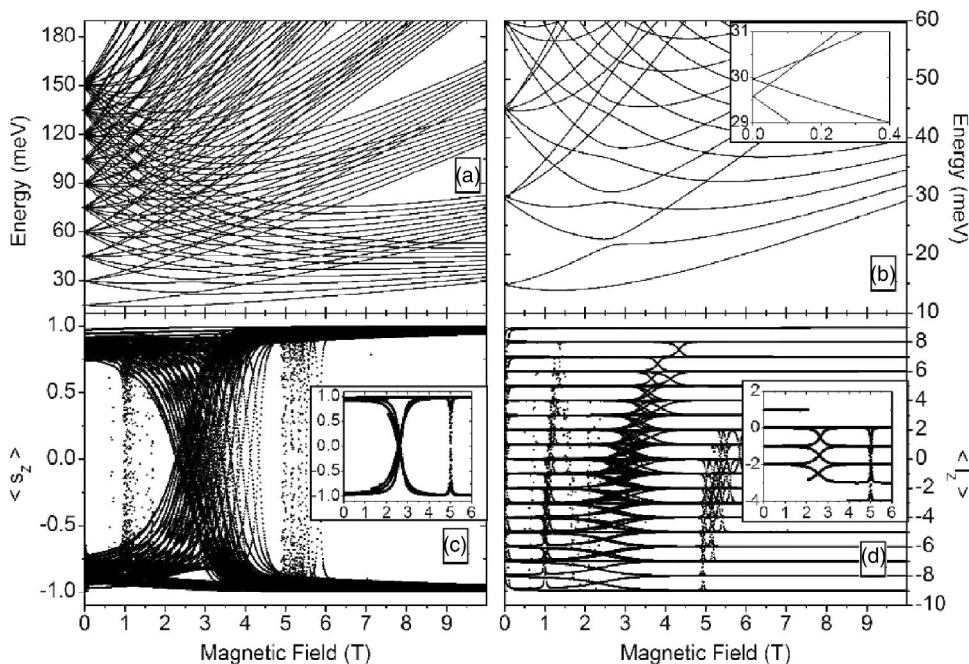 190
150
120
90
60
30
Energy (meV)
(a)
60
50
40
30
20
10
Energy (meV)
(b)
31
30
29
0.0 0.2 0.4
1.0
0.5
0.0
-0.5
-1.0
< s_z >
(c)
1.0
0.5
0.0
-0.5
-1.0
0 1 2 3 4 5 6
8
6
4
2
0
-2
-4
-6
-8
-10
< l_z >
(d)
2
0
-2
-4
0 1 2 3 4 5 6
0 1 2 3 4 5 6 7 8 9
Magnetic Field (T)
0 1 2 3 4 5 6 7 8 9
Magnetic Field (T)